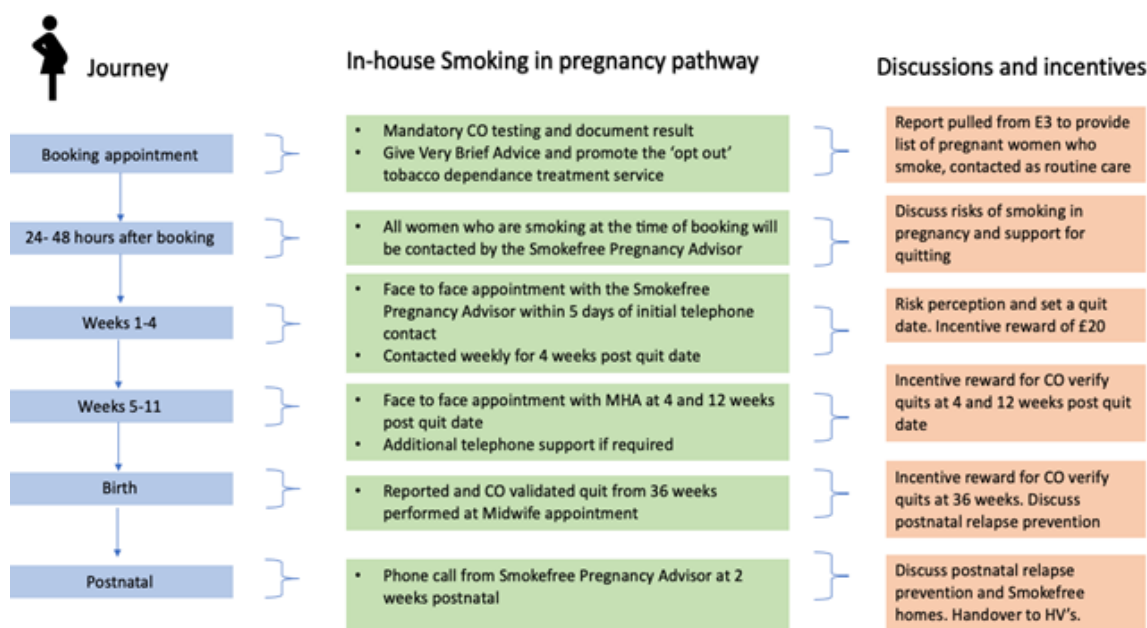 Journey
In-house Smoking in pregnancy pathway
Discussions and incentives
Booking appointment
• Mandatory CO testing and document result
• Give Very Brief Advice and promote the 'opt out'
tobacco dependance treatment service
Report pulled from E3 to provide
list of pregnant women who
smoke, contacted as routine care
24- 48 hours after booking
• All women who are smoking at the time of booking will
be contacted by the Smokefree Pregnancy Advisor
Discuss risks of smoking in
pregnancy and support for
quitting
Weeks 1-4
• Face to face appointment with the Smokefree
Pregnancy Advisor within 5 days of initial telephone
contact
• Contacted weekly for 4 weeks post quit date
Risk perception and set a quit
date. Incentive reward of £20
Weeks 5-11
• Face to face appointment with MHA at 4 and 12 weeks
post quit date
• Additional telephone support if required
Incentive reward for CO verify
quits at 4 and 12 weeks post quit
date
Birth
• Reported and CO validated quit from 36 weeks
performed at Midwife appointment
Incentive reward for CO verify
quits at 36 weeks. Discuss
postnatal relapse prevention
Postnatal
• Phone call from Smokefree Pregnancy Advisor at 2
weeks postnatal
Discuss postnatal relapse
prevention and Smokefree
homes. Handover to HV's.